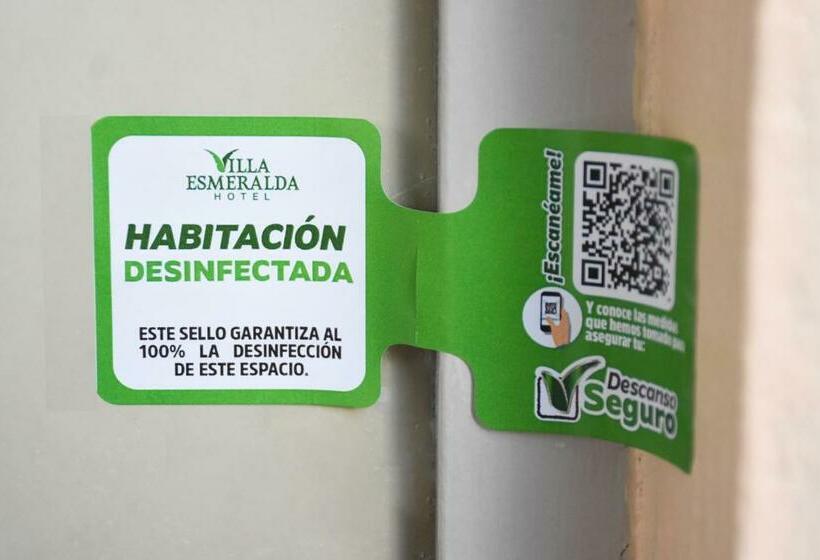 VILLA
ESMERALDA
HOTEL
HABITACIÓN
DESINFECTADA
ESTE SELLO GARANTIZA AL
100% LA DESINFECCIÓN
DE ESTE ESPACIO.
¡Escanéame!
Y conoce las medidas
que hemos tomado para
asegurar tu:
Descanso
Seguro